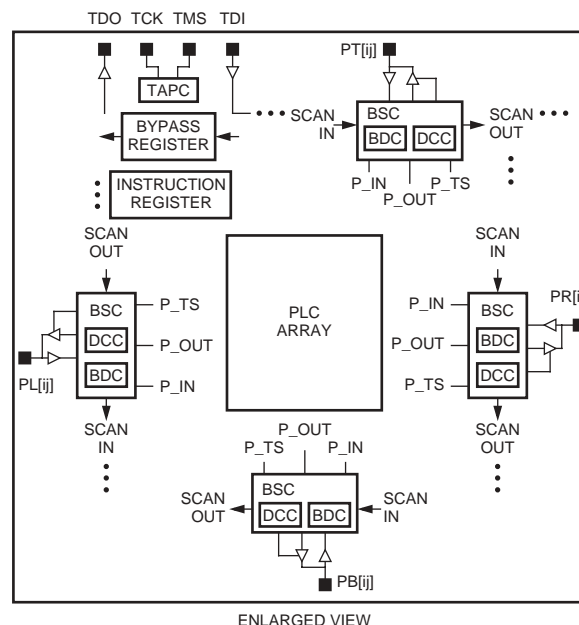 TDO TCK TMS TDI
PT[ij]
TAPC
BYPASS
REGISTER
INSTRUCTION
REGISTER
SCAN
IN
BSC
BDC DCC
SCAN
OUT
P_IN
P_OUT
P_TS
SCAN
OUT
BSC
DCC
BDC
P_TS
P_OUT
P_IN
PL[ij]
SCAN
IN
PLC
ARRAY
SCAN
IN
P_IN
P_OUT
P_TS
BSC
BDC
DCC
PR[i
SCAN
OUT
P_OUT
P_TS
P_IN
SCAN
OUT
BSC
DCC BDC
SCAN
IN
PB[ij]
ENLARGED VIEW